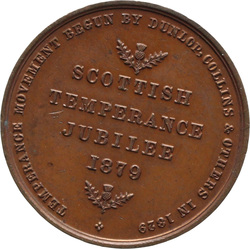 TEMPERANCE MOVEMENT BEGUN BY DUNLOP, COLLINS & OTHERS IN 1829
SCOTTISH
TEMPERANCE
JUBILEE
1879